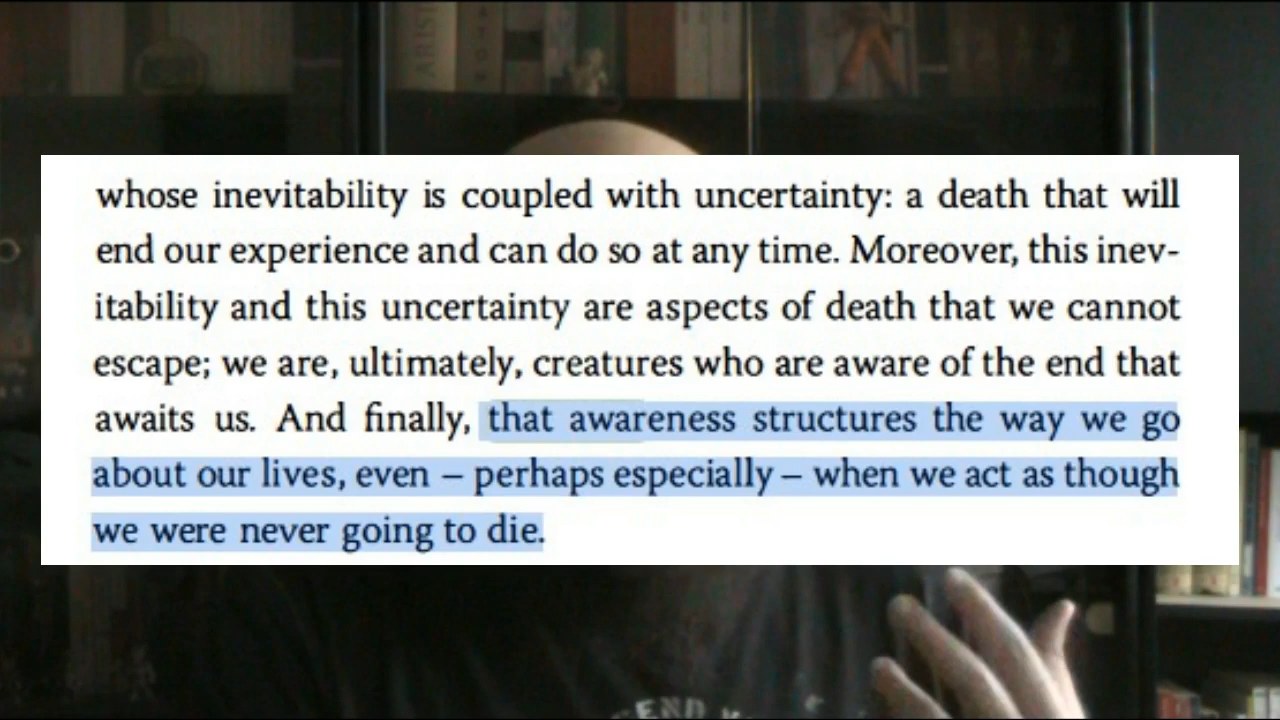 ARIST
whose inevitability is coupled with uncertainty: a death that will
end our experience and can do so at any time. Moreover, this inev-
itability and this uncertainty are aspects of death that we cannot
escape; we are, ultimately, creatures who are aware of the end that
awaits us. And finally, that awareness structures the way we go
about our lives, even – perhaps especially – when we act as though
we were never going to die.